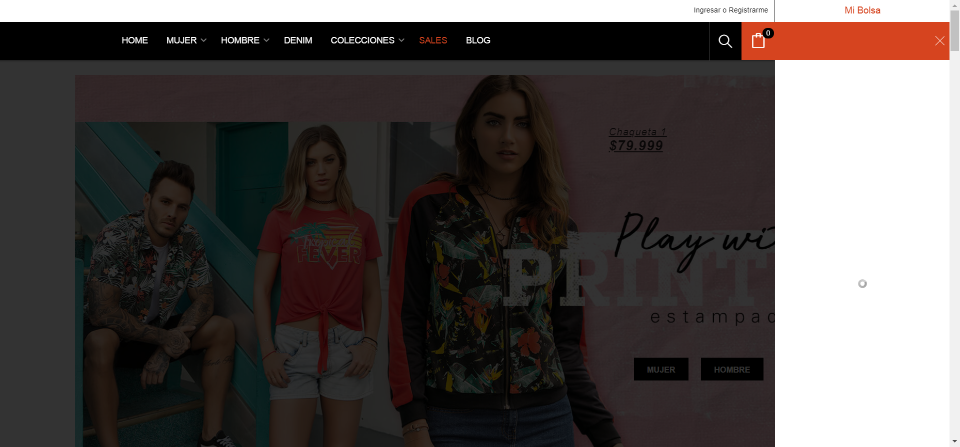 Ingresar o Registrarme
Mi Bolsa
HOME
MUJER
HOMBRE
DENIM
COLECCIONES
SALES
BLOG
0
Chaqueta 1
$79.999
FEVER
Play wi
PRINT
estampad
MUJER
HOMBRE